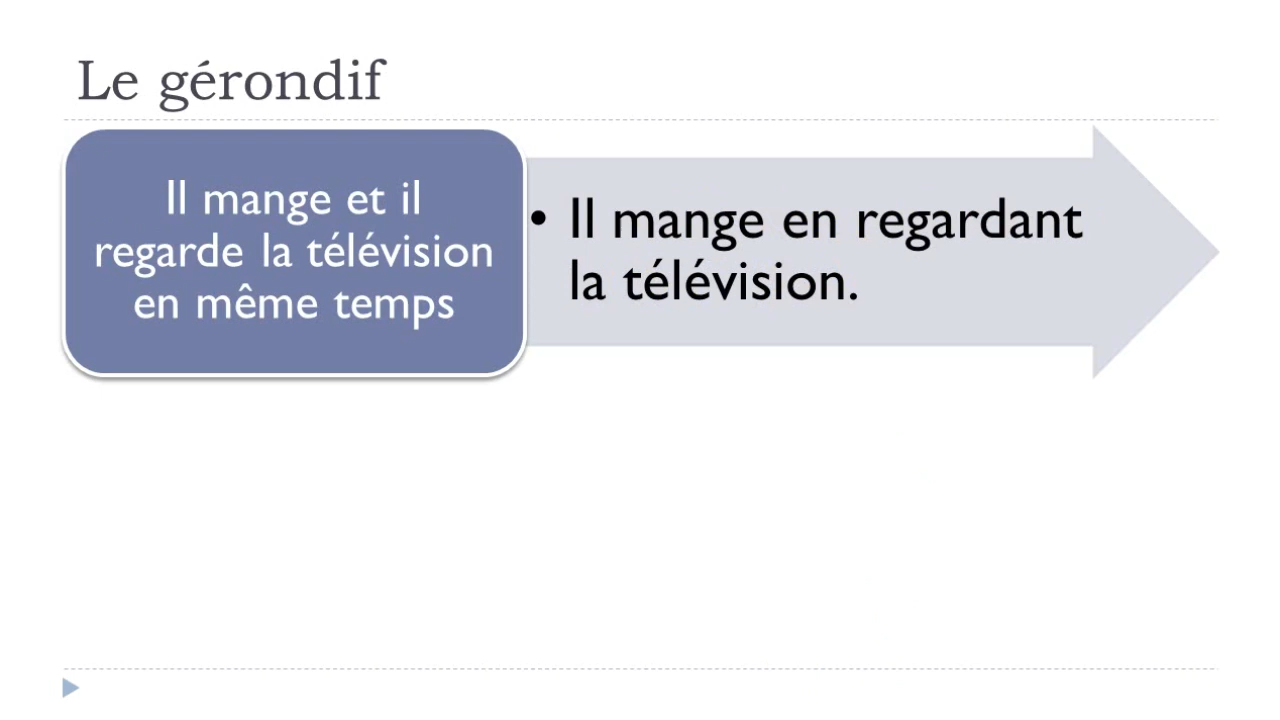 Le gérondif
Il mange et il
regarde la télévision
en même temps
• Il mange en regardant
la télévision.